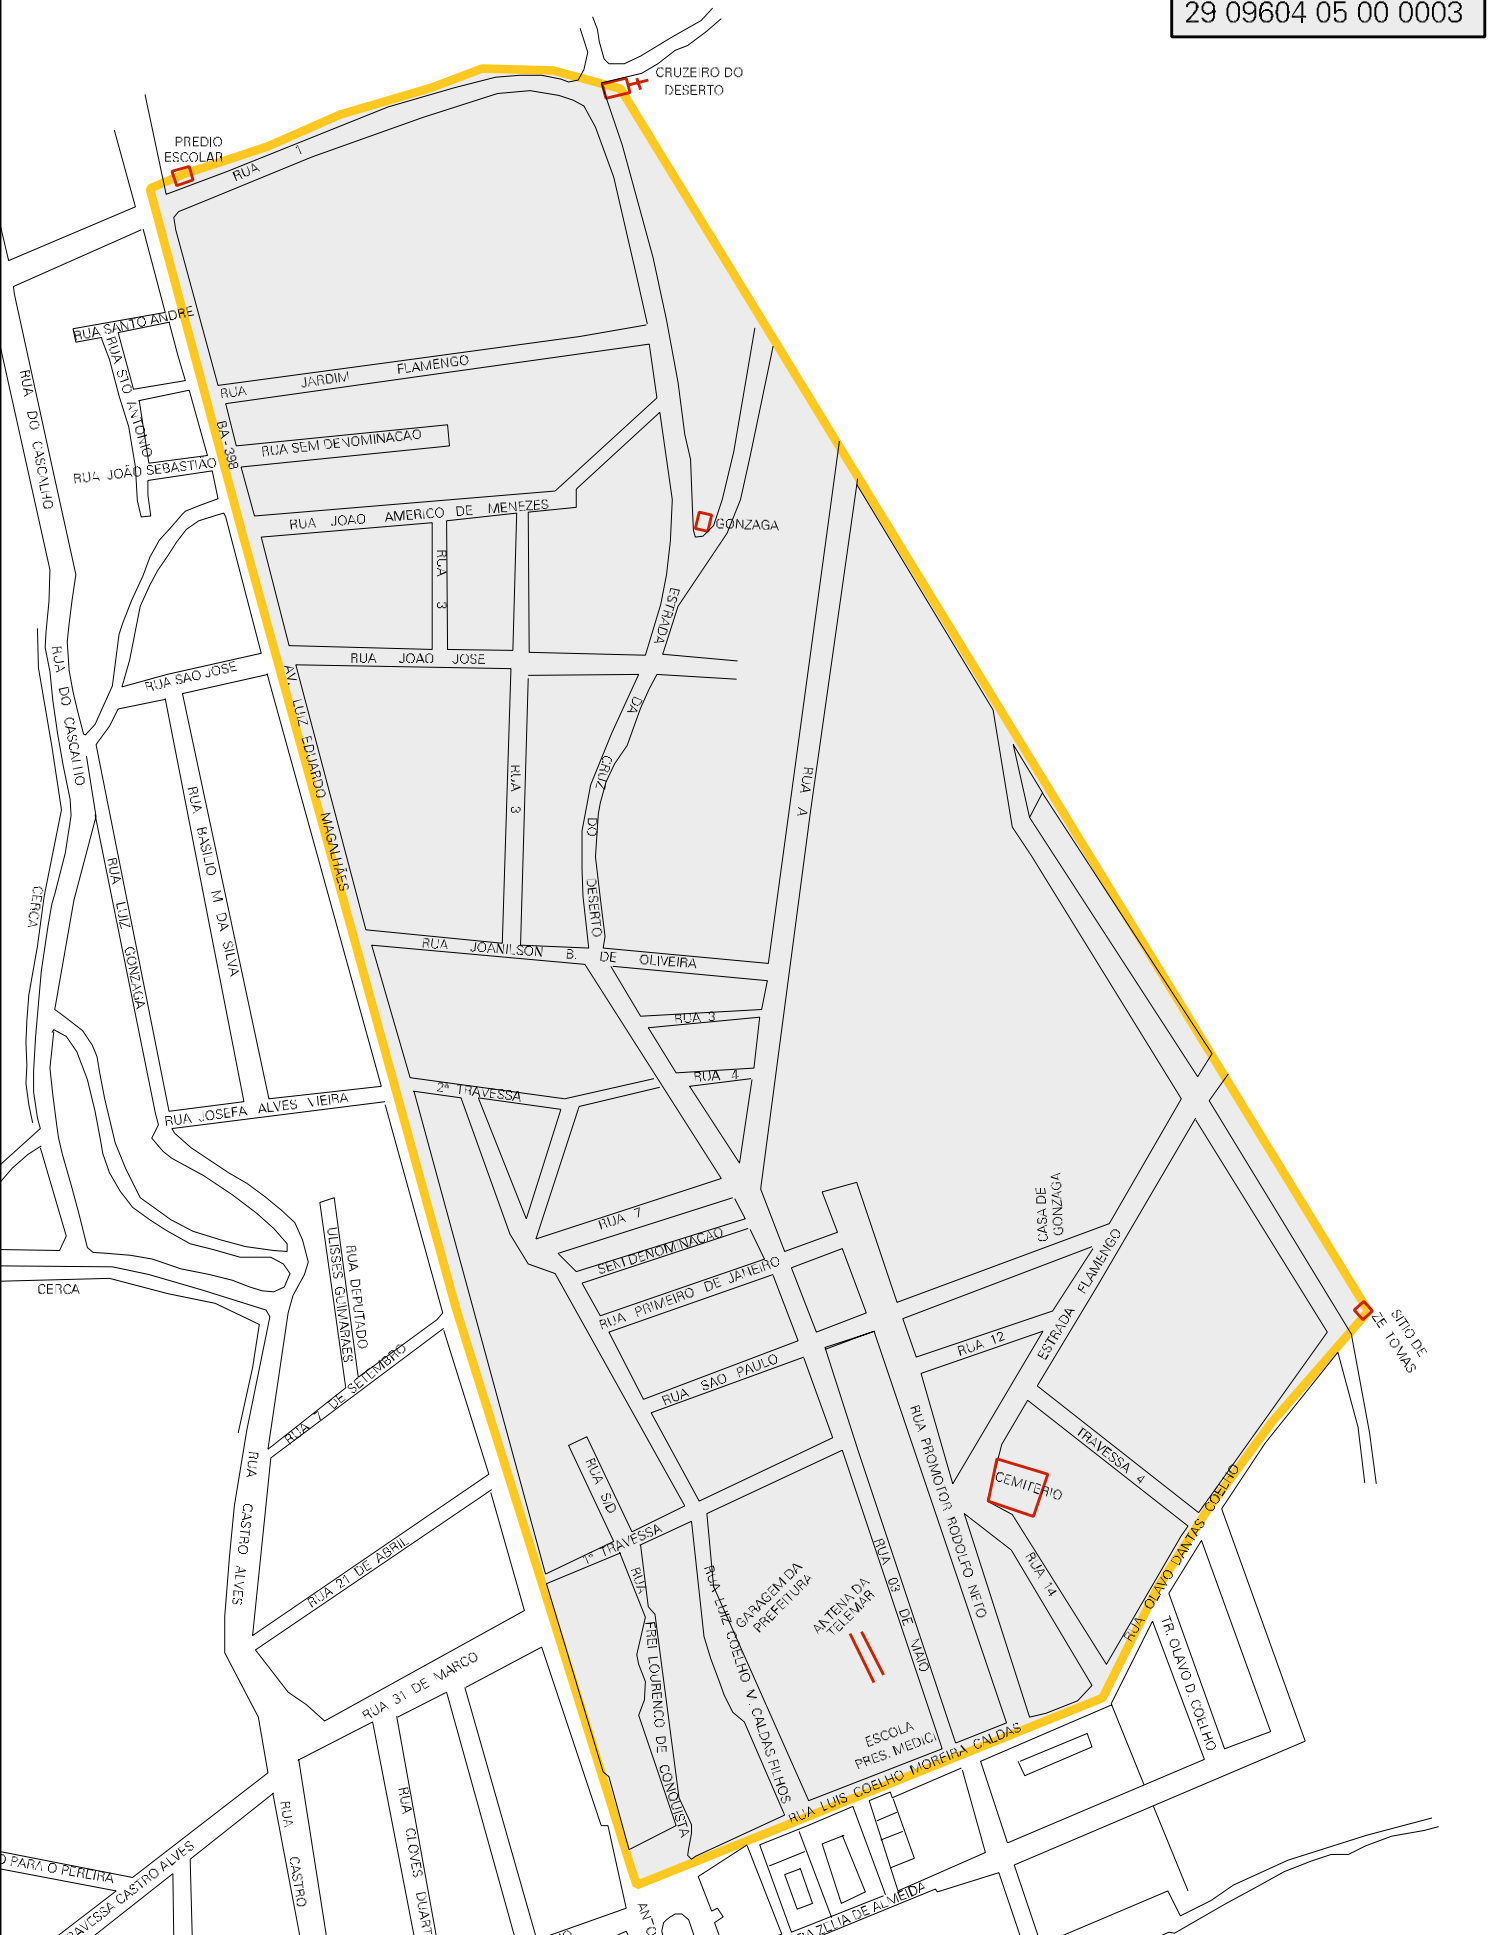 29 09604 05 00 0003
CRUZEIRO DO
DESERTO
PREDIO
ESCOLAR
RUA 1
RUA SANTO ANDRE
RUA STO ANTONIO
RUA DO CASCALHO
RUA JARDIM FLAMENGO
BA - 398
RUA SEM DENOMINACAO
RUA JOÃO SEBASTIÃO
RUA JOAO AMERICO DE MENEZES
GONZAGA
RUA 3
ESTRADA DA CRUZ DO DESERTO
RUA JOAO JOSE
RUA SAO JOSE
RUA DO CASCALHO
AV. LUIZ EDUARDO MAGALHÃES
RUA 3
RUA A
RUA BASILIO M DA SILVA
RUA LUIZ GONZAGA
CERCA
RUA JOANILSON B. DE OLIVEIRA
RUA 3
RUA 4
2ª TRAVESSA
RUA JOSEFA ALVES VIEIRA
RUA 7
SEM DENOMINACAO
RUA PRIMEIRO DE JANEIRO
CASA DE
GONZAGA
ESTRADA FLAMENGO
RUA DEPUTADO
ULISSES GUIMARAES
CERCA
RUA 12
SITIO DE
ZE TOMAS
RUA SAO PAULO
RUA 7 DE SETEMBRO
RUA PROMOTOR RODOLFO NETO
TRAVESSA 4
CEMITERIO
RUA S/D
RUA CASTRO ALVES
1ª TRAVESSA
RUA 21 DE ABRIL
RUA 03 DE MAIO
RUA 14
RUA OLAVO DANTAS COELHO
GARAGEM DA
PREFEITURA
ANTENA DA
TELEMAR
RUA LUIZ COELHO M. CALDAS FILHOS
RUA FREI LOURENCO DE CONQUISTA
TR. OLAVO D. COELHO
RUA 31 DE MARCO
ESCOLA
PRES. MEDICI
RUA LUIS COELHO MOREIRA CALDAS
RUA CASTRO
RUA CLOVES DUART
O PARA O PEREIRA
RAVESSA CASTRO ALVES
DE ALMEIDA